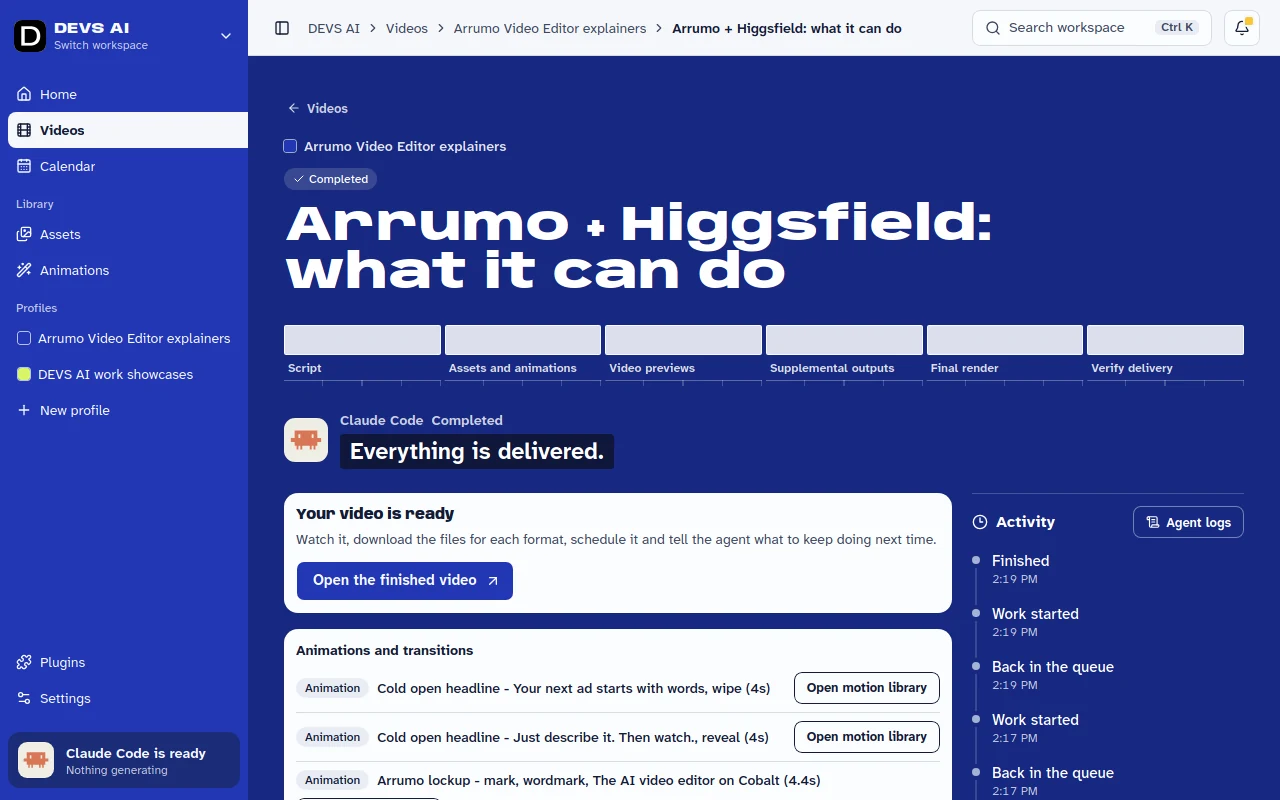 DEVS AI
Switch workspace
Home
Videos
Calendar
Library
Assets
Animations
Profiles
Arrumo Video Editor explainers
DEVS AI work showcases
New profile
Plugins
Settings
Claude Code is ready
Nothing generating
DEVS AI > Videos > Arrumo Video Editor explainers > Arrumo + Higgsfield: what it can do
Search workspace Ctrl K
Videos
Arrumo Video Editor explainers
Completed
Arrumo + Higgsfield:
what it can do
Script
Assets and animations
Video previews
Supplemental outputs
Final render
Verify delivery
Claude Code Completed
Everything is delivered.
Your video is ready
Watch it, download the files for each format, schedule it and tell the agent what to keep doing next time.
Open the finished video
Animations and transitions
Animation Cold open headline - Your next ad starts with words, wipe (4s) Open motion library
Animation Cold open headline - Just describe it. Then watch., reveal (4s) Open motion library
Animation Arrumo lockup - mark, wordmark, The AI video editor on Cobalt (4.4s)
Activity
Agent logs
Finished
2:19 PM
Work started
2:19 PM
Back in the queue
2:19 PM
Work started
2:17 PM
Back in the queue
2:17 PM